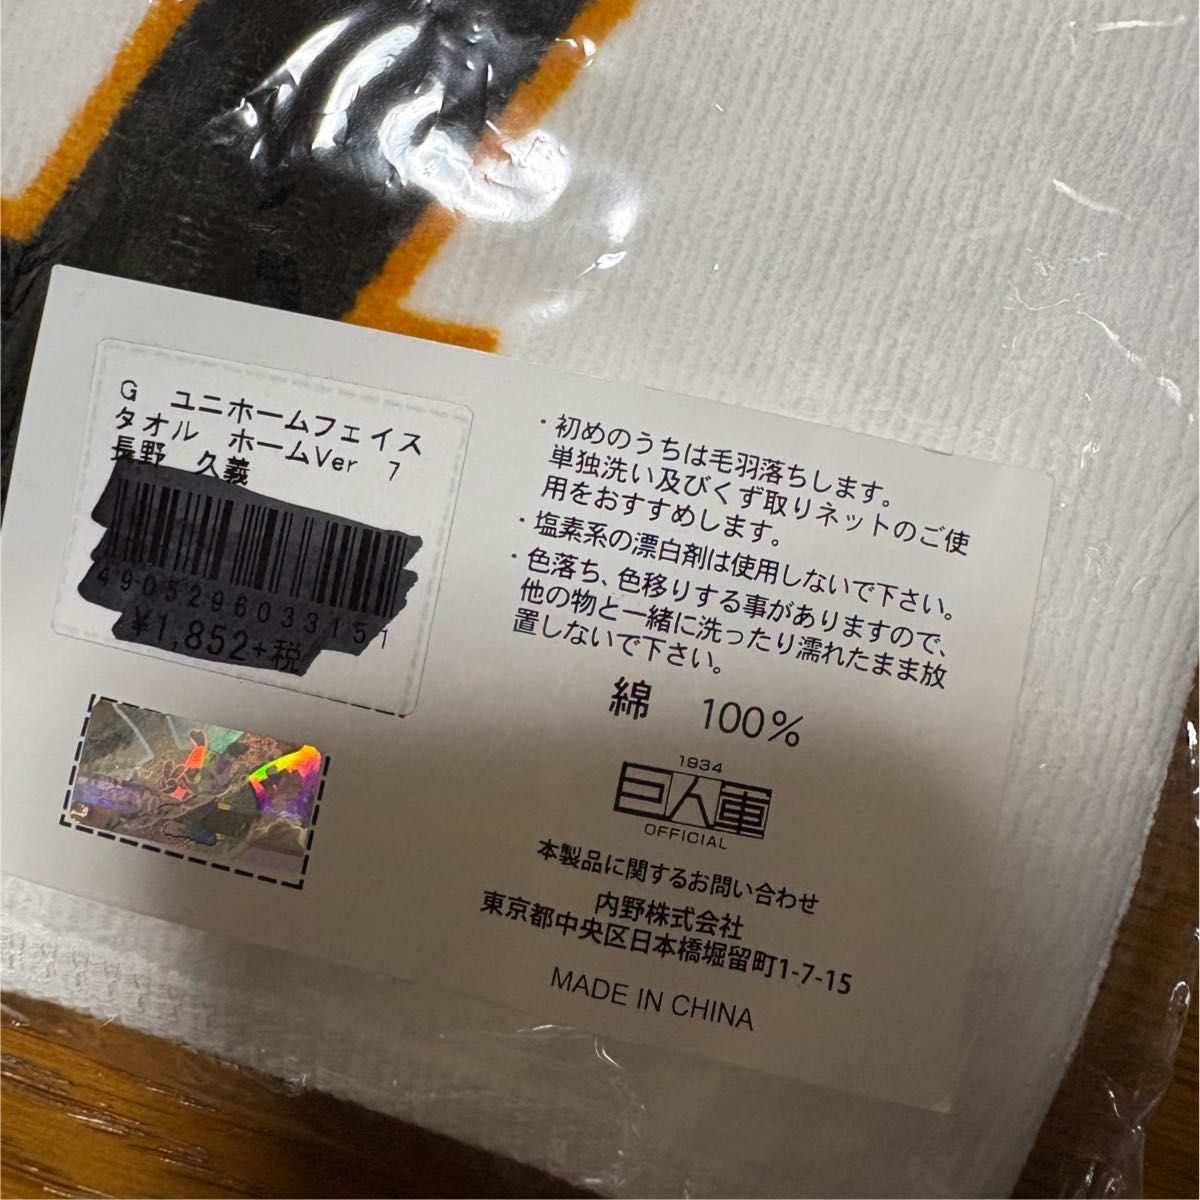 G ユニホームフェイス
タオル ホームVer 7
長野 久義
4905296033151
¥1,852+税
・初めのうちは毛羽落ちします。
単独洗い及びくず取りネットのご使
用をおすすめします。
・塩素系の漂白剤は使用しないで下さい。
・色落ち、色移りする事がありますので、
他の物と一緒に洗ったり濡れたまま放
置しないで下さい。
綿 100%
1934
巨人軍
OFFICIAL
本製品に関するお問い合わせ
内野株式会社
東京都中央区日本橋堀留町1-7-15
MADE IN CHINA